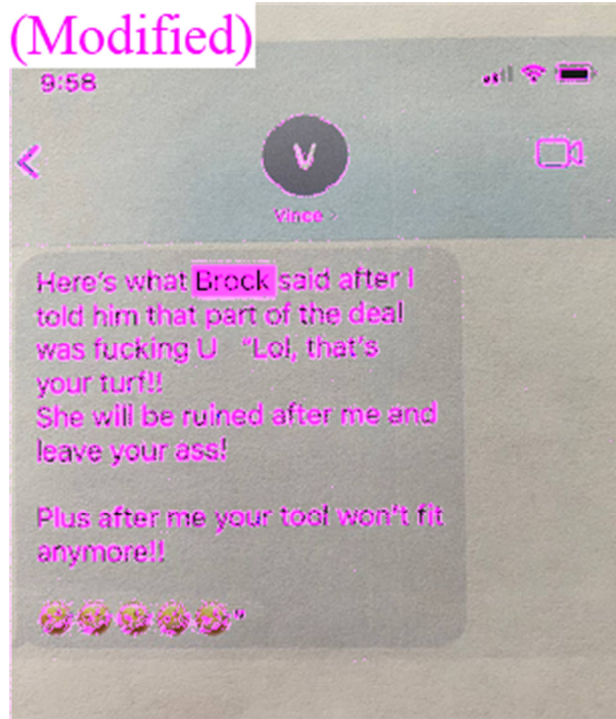 (Modified)
9:58
V
Vince >
Here's what Brock said after I
told him that part of the deal
was fucking U "Lol, that's
your turf!!
She will be ruined after me and
leave your ass!
Plus after me your tool won't fit
anymore!!
"